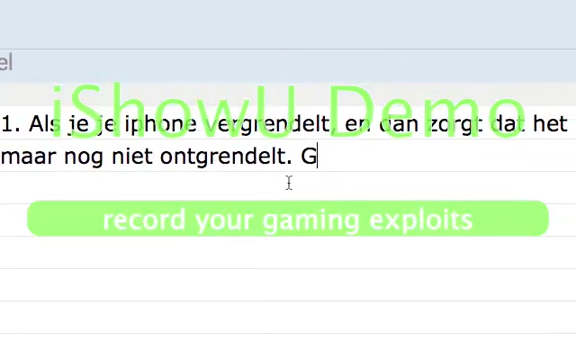 el
iShowU Demo
1. Als je je iphone vergrendelt, en dan zorgt dat het
maar nog niet ontgrendelt. G
record your gaming exploits